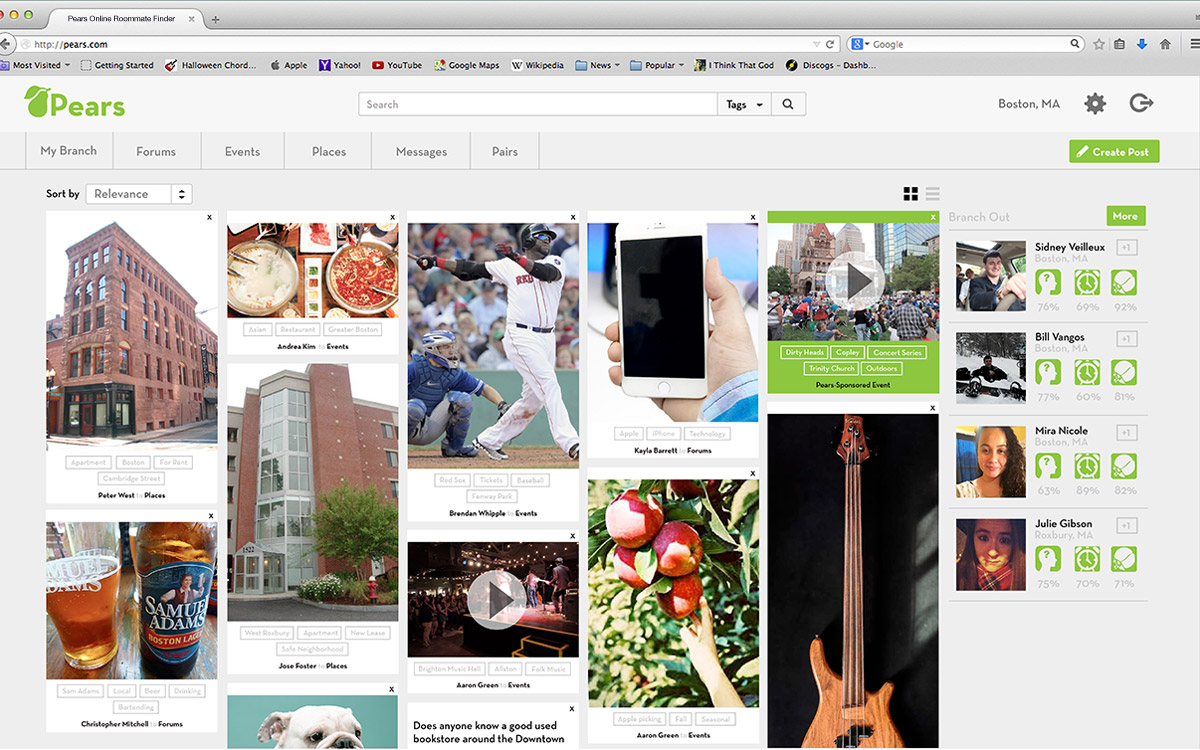 Pears Online Roommate Finder
http://pears.com
Google
Most Visited
Getting Started
Halloween Chord...
Apple
Yahoo!
YouTube
Google Maps
Wikipedia
News
Popular
I Think That God
Discogs – Dashb...
Pears
Search
Tags
Boston, MA
My Branch
Forums
Events
Places
Messages
Pairs
Create Post
Sort by
Relevance
x
Apartment
Boston
For Rent
Cambridge Street
Peter West to Places
x
SAMUEL
ADAMS
BOSTON LAGER
Sam Adams
Local
Beer
Drinking
Bartending
Christopher Mitchell to Forums
x
Asian
Restaurant
Greater Boston
Andrea Kim to Events
1522
West Roxbury
Apartment
New Lease
Safe Neighborhood
Jose Foster to Places
x
x
RED
Red Sox
Tickets
Baseball
Fenway Park
Brendan Whipple to Events
x
Brighton Music Hall
Allston
Folk Music
Aaron Green to Events
x
Does anyone know a good used
bookstore around the Downtown
x
Apple
iPhone
Technology
Kayla Barrett to Forums
x
Apple picking
Fall
Seasonal
Aaron Green to Events
x
Dirty Heads
Copley
Concert Series
Trinity Church
Outdoors
Pears-Sponsored Event
x
Branch Out
More
Sidney Veilleux
+1
Boston, MA
76%
69%
92%
Bill Vangos
+1
Boston, MA
77%
60%
81%
Mira Nicole
+1
Boston, MA
63%
89%
82%
Julie Gibson
+1
Roxbury, MA
75%
70%
71%